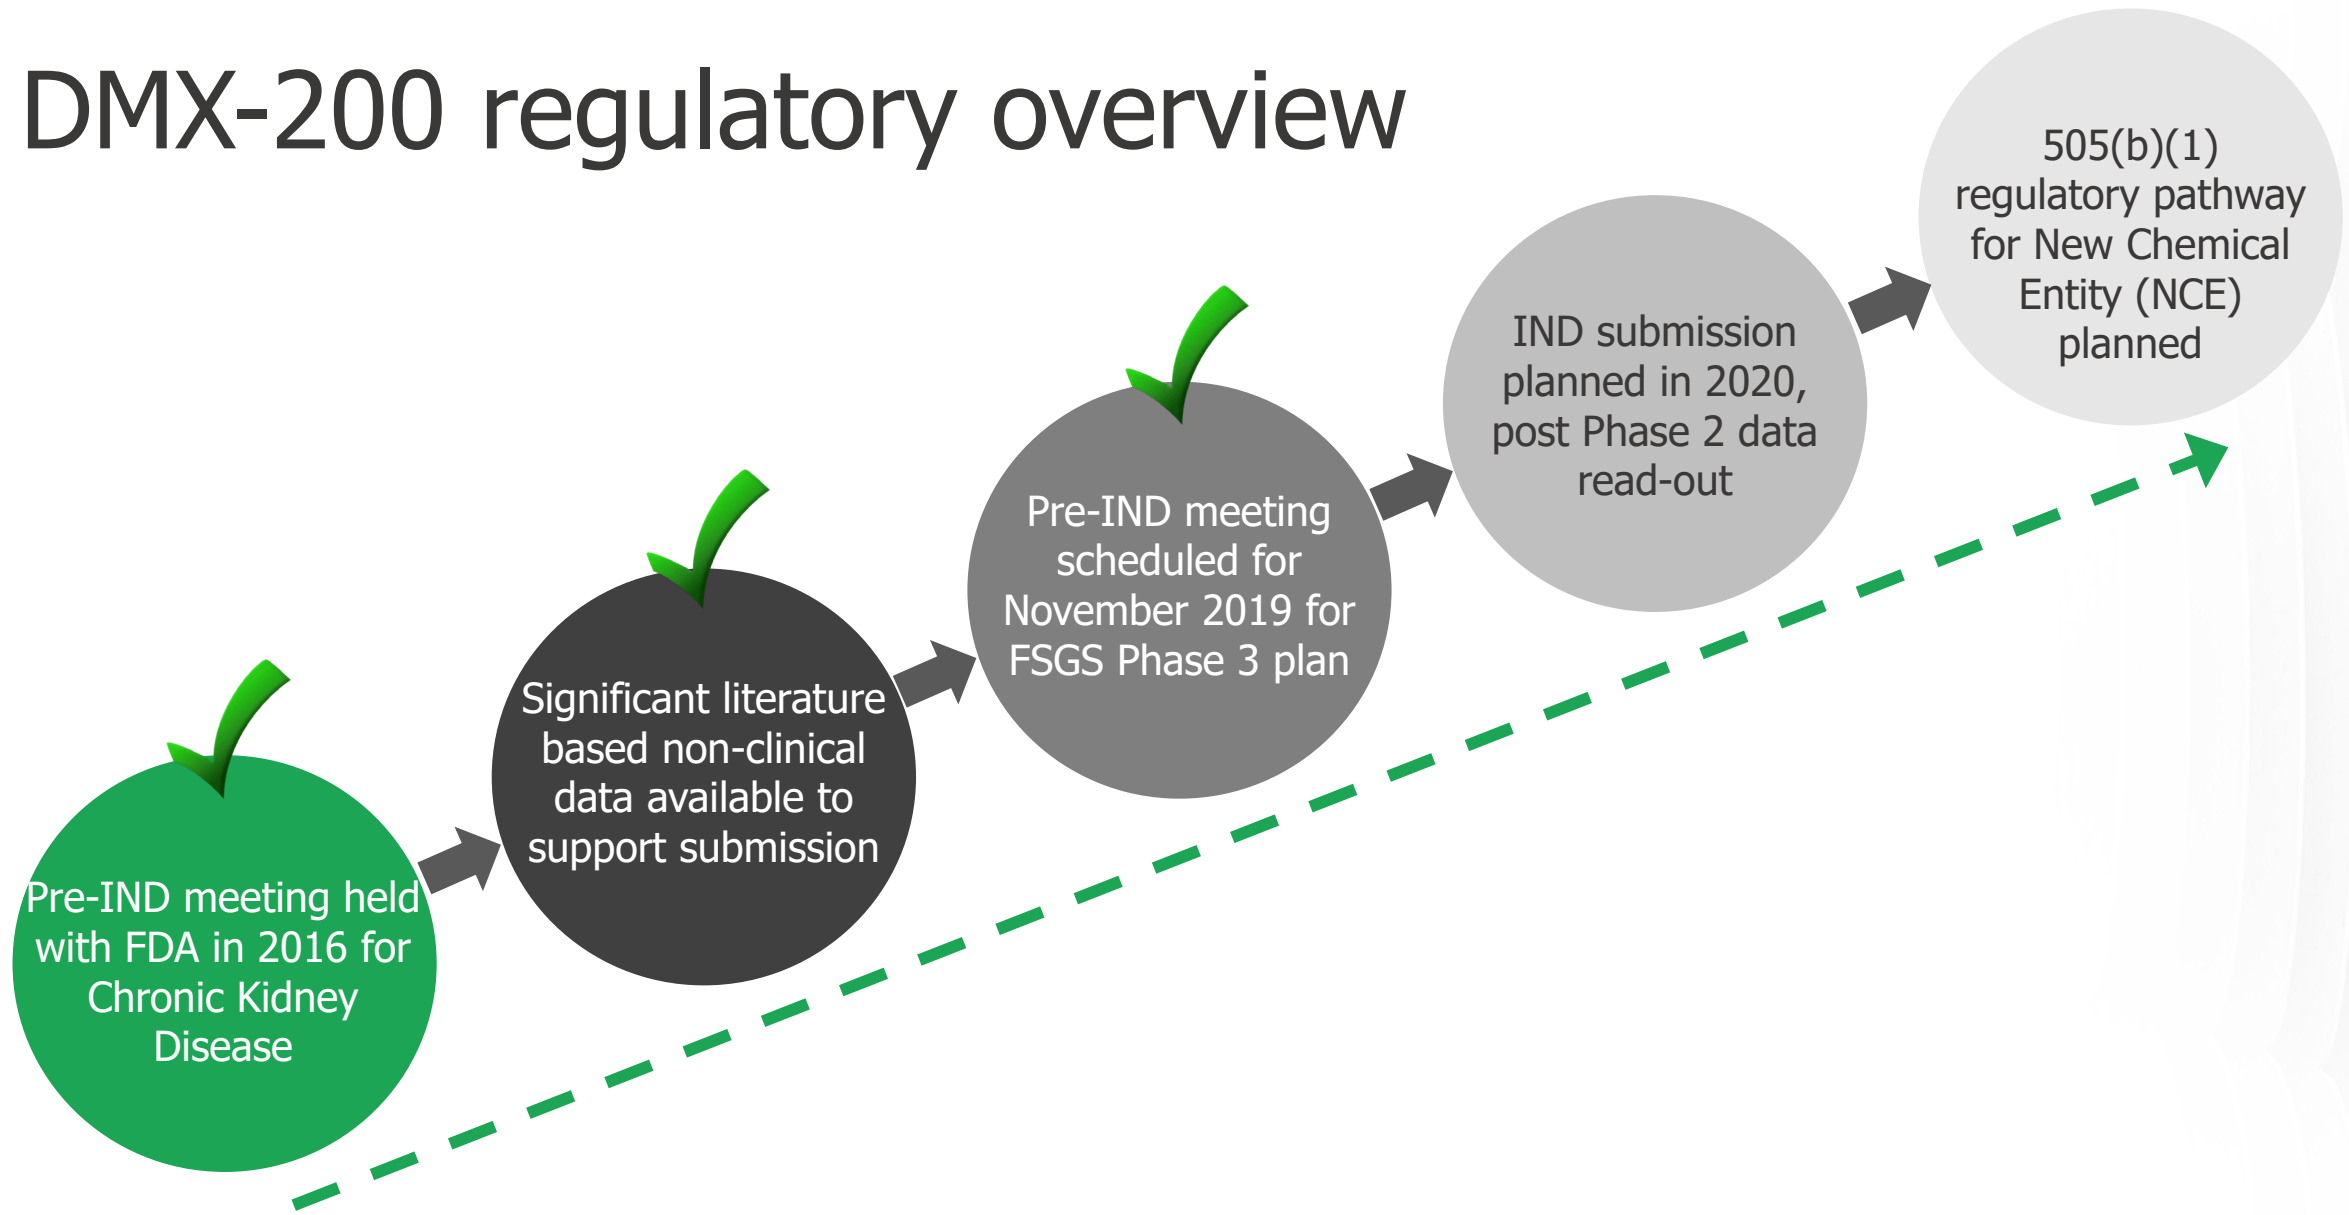 DMX-200 regulatory overview
Pre-IND meeting held
with FDA in 2016 for
Chronic Kidney
Disease
Significant literature
based non-clinical
data available to
support submission
Pre-IND meeting
scheduled for
November 2019 for
FSGS Phase 3 plan
IND submission
planned in 2020,
post Phase 2 data
read-out
505(b)(1)
regulatory pathway
for New Chemical
Entity (NCE)
planned